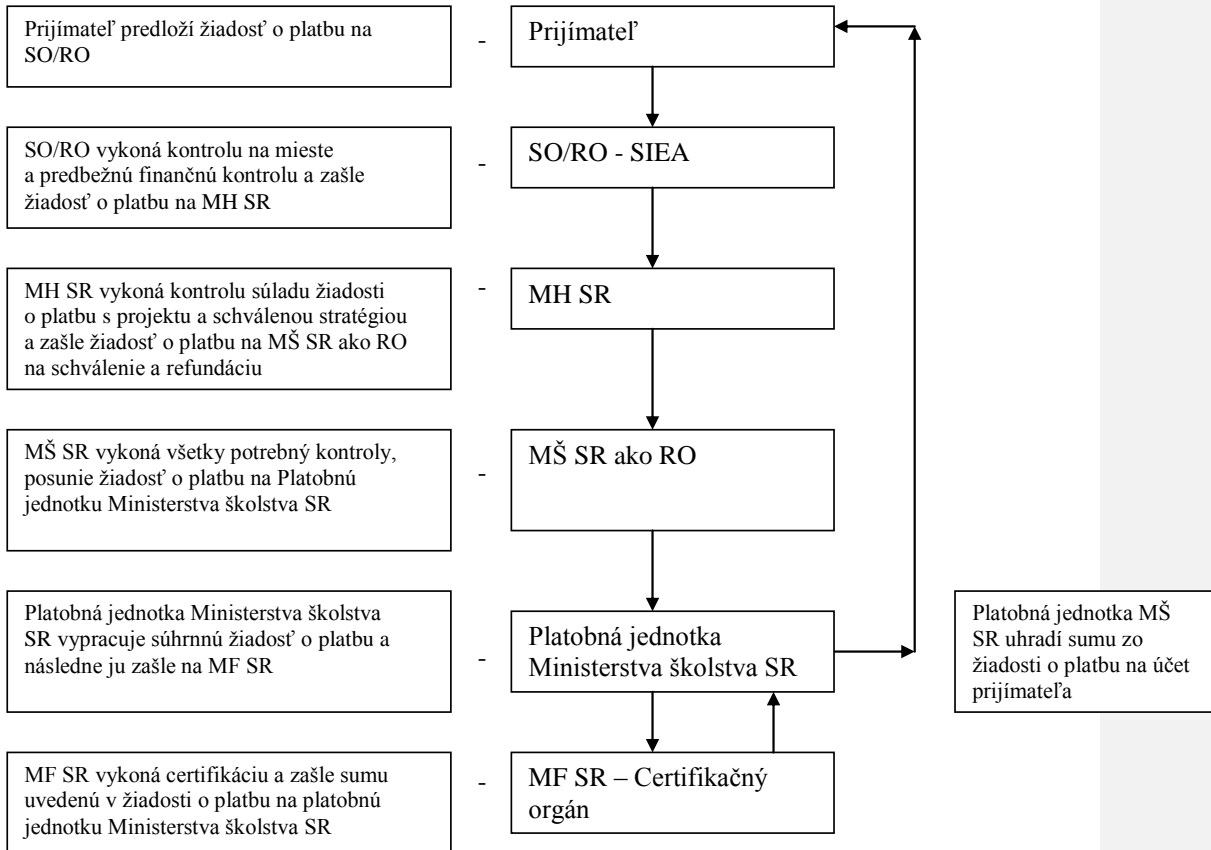 Prijímateľ predloží žiadosť o platbu na
SO/RO
-
Prijímateľ
SO/RO vykoná kontrolu na mieste
a predbežnú finančnú kontrolu a zašle
žiadosť o platbu na MH SR
-
SO/RO - SIEA
MH SR vykoná kontrolu súladu žiadosti
o platbu s projektu a schválenou stratégiou
a zašle žiadosť o platbu na MŠ SR ako RO
na schválenie a refundáciu
-
MH SR
MŠ SR vykoná všetky potrebný kontroly,
posunie žiadosť o platbu na Platobnú
jednotku Ministerstva školstva SR
-
MŠ SR ako RO
Platobná jednotka Ministerstva školstva
SR vypracuje súhrnnú žiadosť o platbu a
následne ju zašle na MF SR
-
Platobná jednotka
Ministerstva školstva SR
Platobná jednotka MŠ
SR uhradí sumu zo
žiadosti o platbu na účet
prijímateľa
MF SR vykoná certifikáciu a zašle sumu
uvedenú v žiadosti o platbu na platobnú
jednotku Ministerstva školstva SR
-
MF SR – Certifikačný
orgán